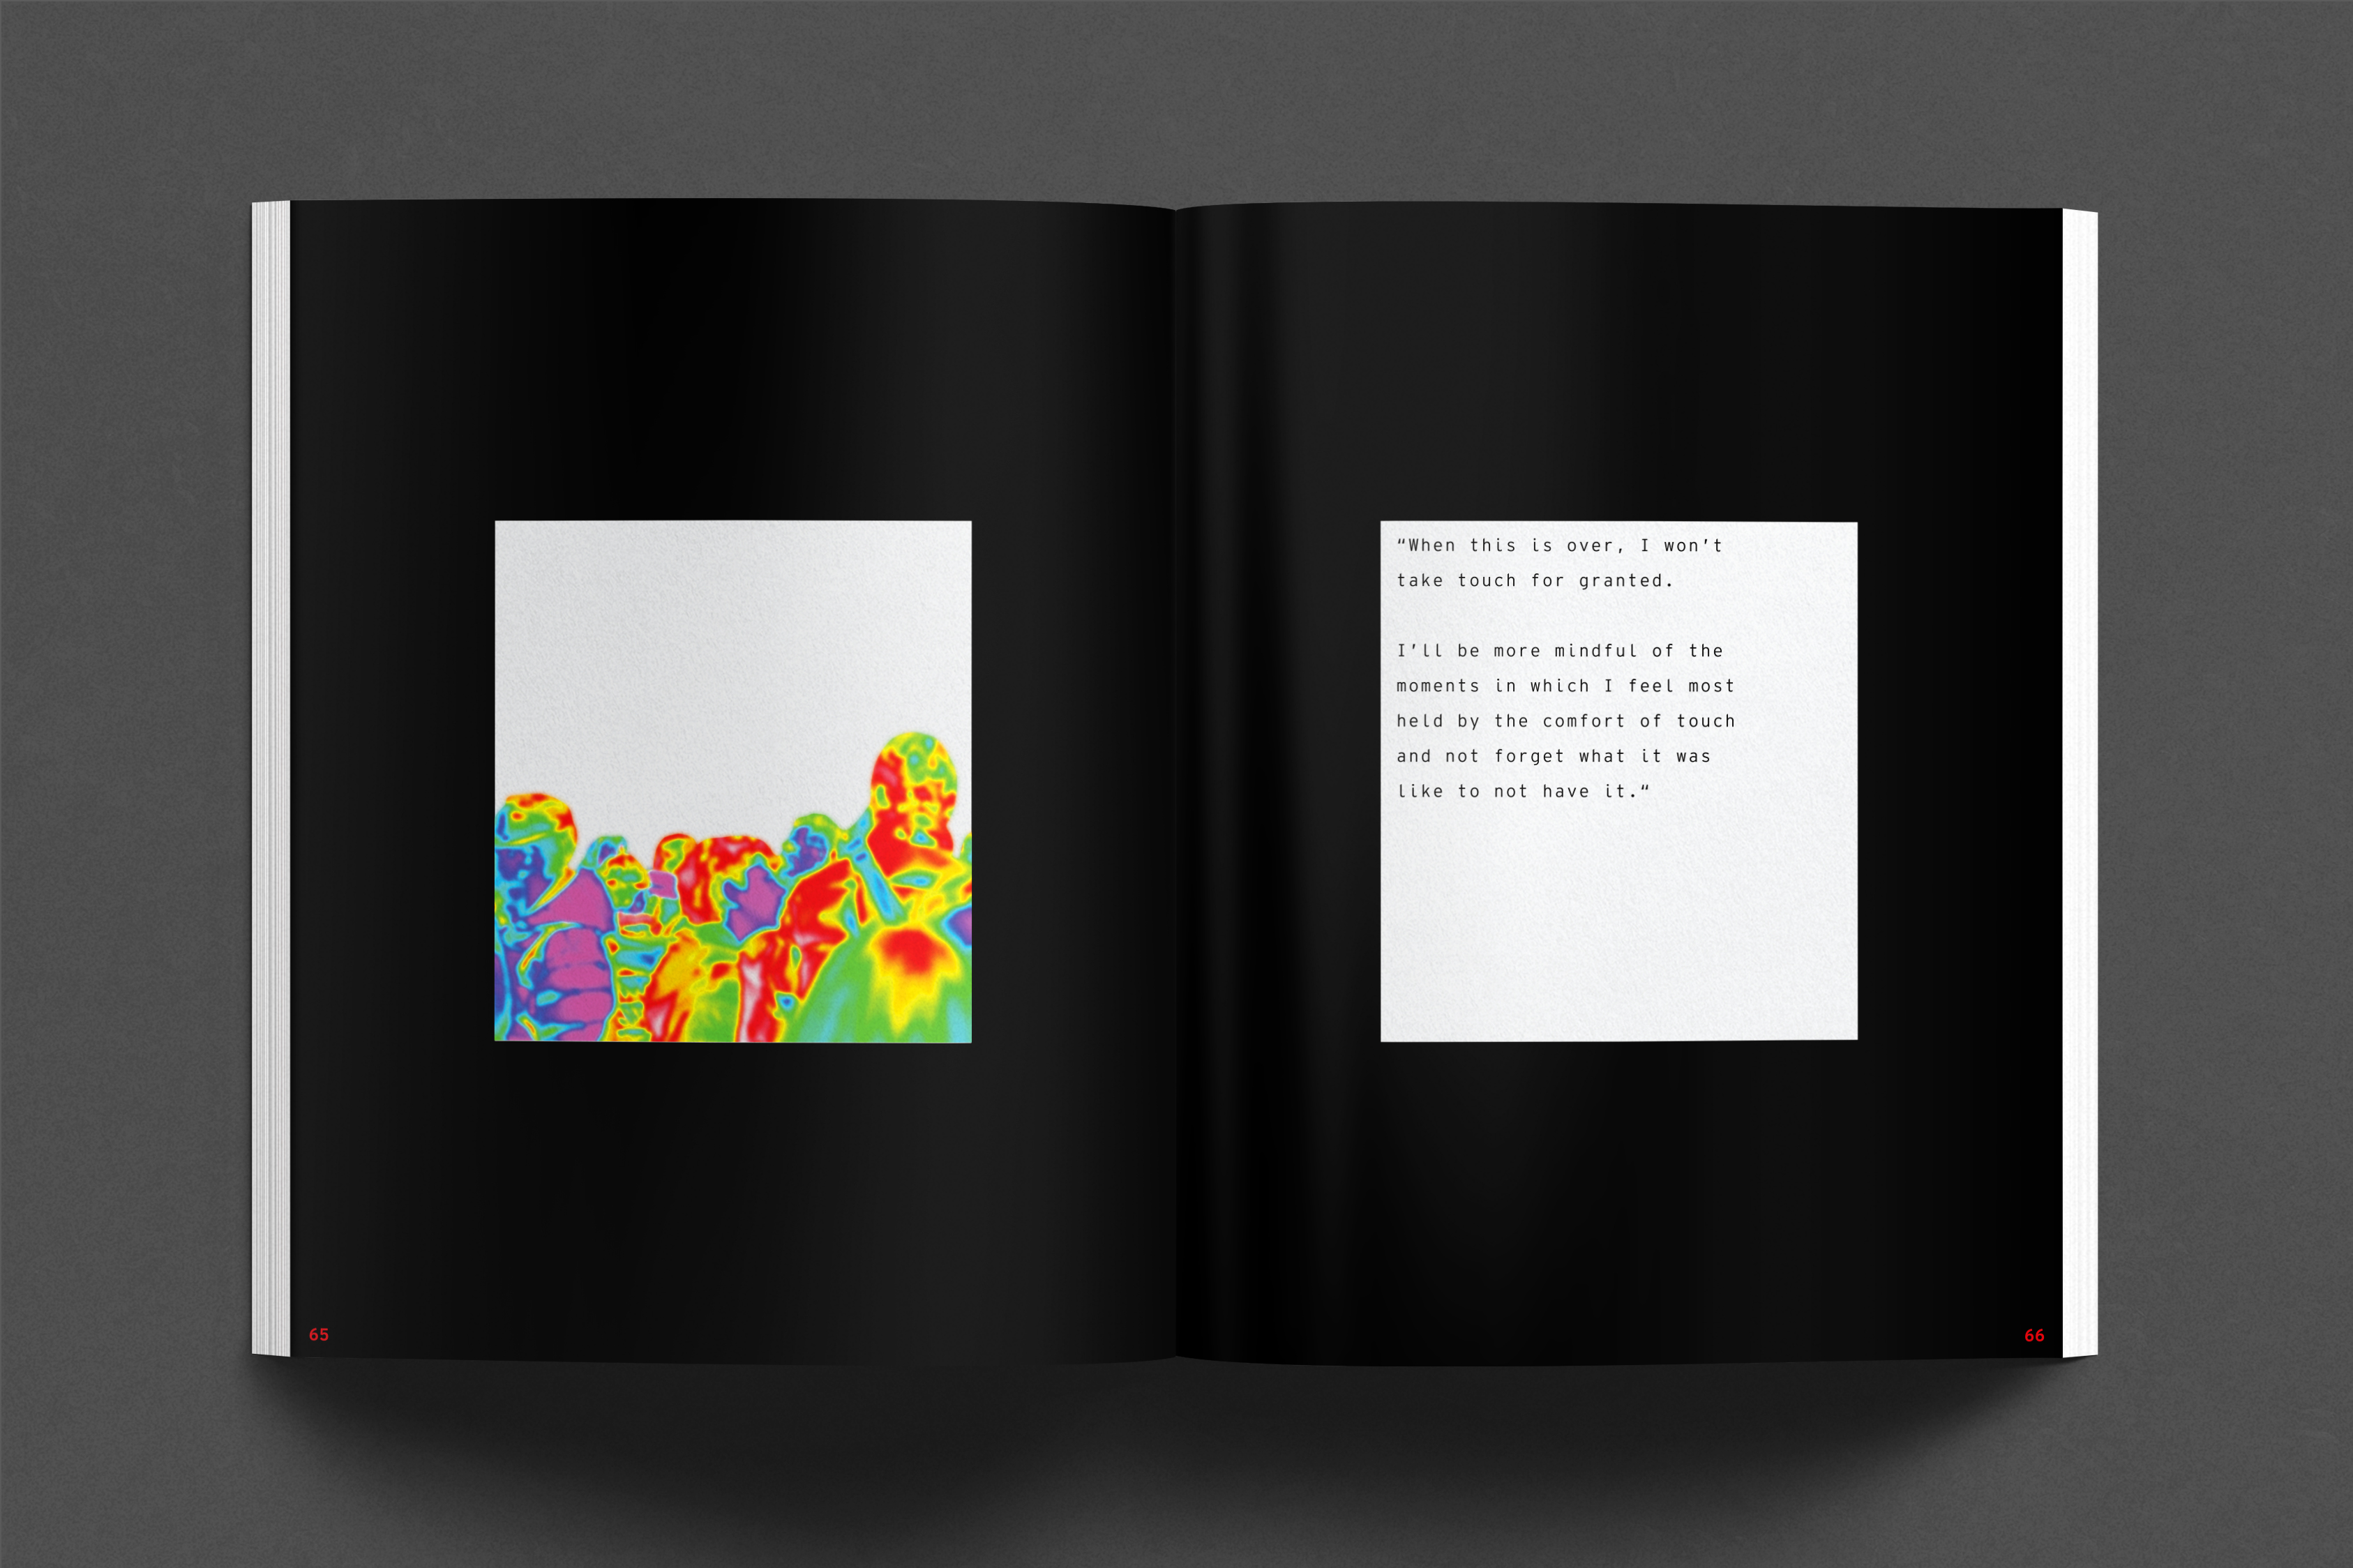 “When this is over, I won’t
take touch for granted.
I’ll be more mindful of the
moments in which I feel most
held by the comfort of touch
and not forget what it was
like to not have it.“
65
66